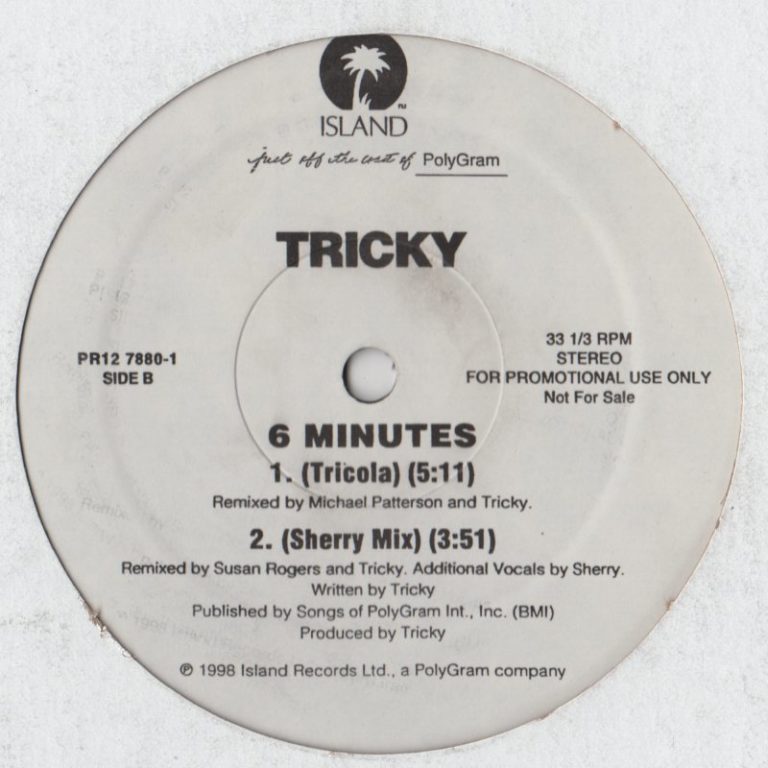 ISLAND
just off the coast of PolyGram
TRICKY
PR12 7880-1
SIDE B
33 1/3 RPM
STEREO
FOR PROMOTIONAL USE ONLY
Not For Sale
6 MINUTES
1. (Tricola) (5:11)
Remixed by Michael Patterson and Tricky.
2. (Sherry Mix) (3:51)
Remixed by Susan Rogers and Tricky. Additional Vocals by Sherry.
Written by Tricky
Published by Songs of PolyGram Int., Inc. (BMI)
Produced by Tricky
℗ 1998 Island Records Ltd., a PolyGram company